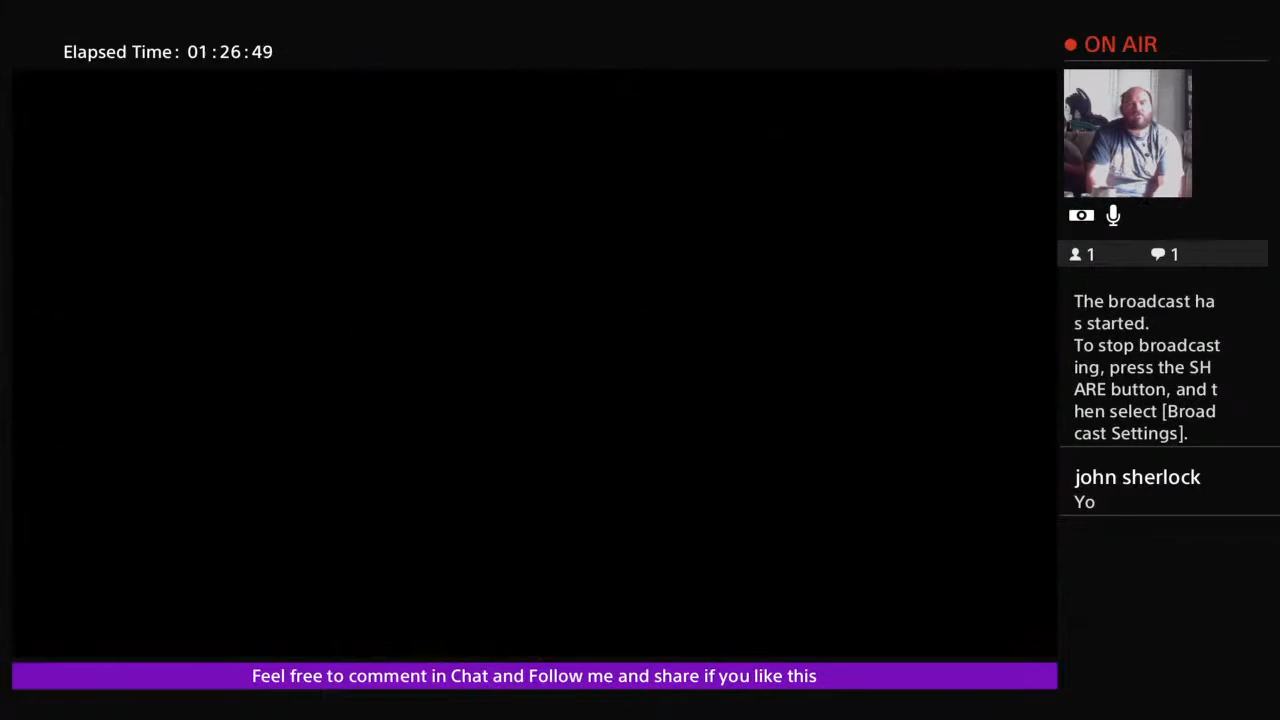 Elapsed Time: 01:26:49
ON AIR
1
1
The broadcast ha
s started.
To stop broadcast
ing, press the SH
ARE button, and t
hen select [Broad
cast Settings].
john sherlock
Yo
Feel free to comment in Chat and Follow me and share if you like this